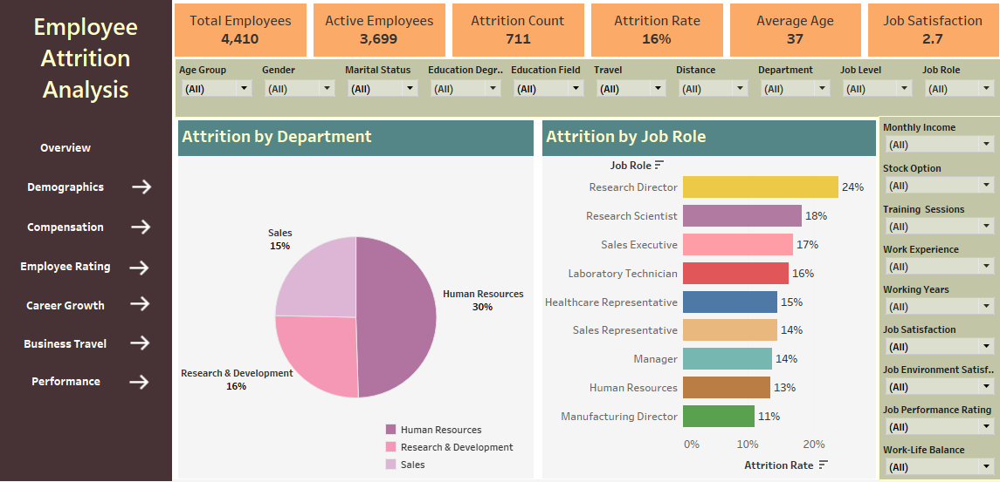 Employee
Attrition
Analysis
Overview
Demographics
Compensation
Employee Rating
Career Growth
Business Travel
Performance
Total Employees
4,410
Active Employees
3,699
Attrition Count
711
Attrition Rate
16%
Average Age
37
Job Satisfaction
2.7
Age Group
(All)
Gender
(All)
Marital Status
(All)
Education Degr..
(All)
Education Field
(All)
Travel
(All)
Distance
(All)
Department
(All)
Job Level
(All)
Job Role
(All)
Attrition by Department
Sales
15%
Human Resources
30%
Research & Development
16%
Human Resources
Research & Development
Sales
Attrition by Job Role
Job Role
Research Director 24%
Research Scientist 18%
Sales Executive 17%
Laboratory Technician 16%
Healthcare Representative 15%
Sales Representative 14%
Manager 14%
Human Resources 13%
Manufacturing Director 11%
0% 10% 20%
Attrition Rate
Monthly Income
(All)
Stock Option
(All)
Training Sessions
(All)
Work Experience
(All)
Working Years
(All)
Job Satisfaction
(All)
Job Environment Satisf..
(All)
Job Performance Rating
(All)
Work-Life Balance
(All)